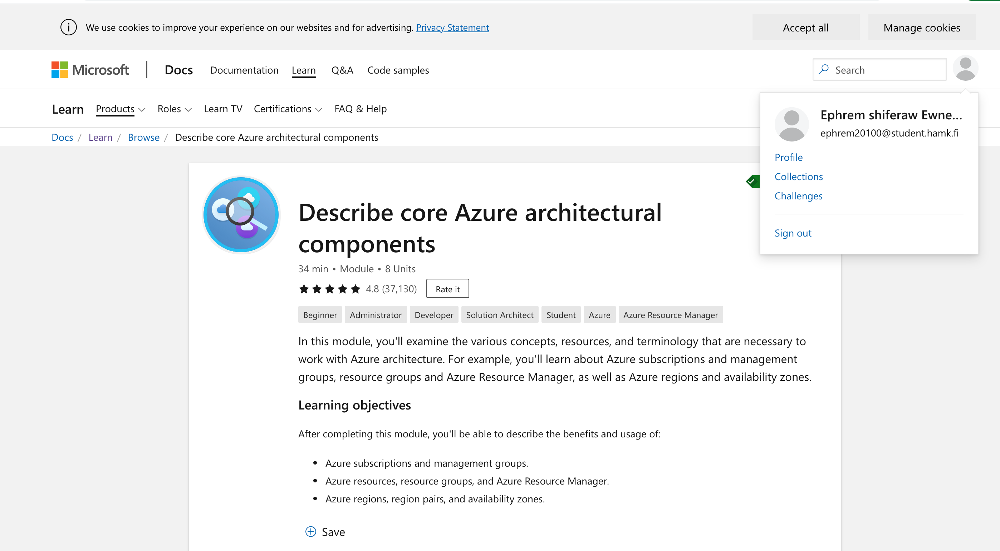 We use cookies to improve your experience on our websites and for advertising. Privacy Statement
Accept all
Manage cookies
Microsoft
Docs
Documentation
Learn
Q&A
Code samples
Search
Learn
Products
Roles
Learn TV
Certifications
FAQ & Help
Ephrem shiferaw Ewne...
ephrem20100@student.hamk.fi
Profile
Collections
Challenges
Sign out
Docs / Learn / Browse / Describe core Azure architectural components
Describe core Azure architectural
components
34 min • Module • 8 Units
4.8 (37,130)
Rate it
Beginner
Administrator
Developer
Solution Architect
Student
Azure
Azure Resource Manager
In this module, you'll examine the various concepts, resources, and terminology that are necessary to
work with Azure architecture. For example, you'll learn about Azure subscriptions and management
groups, resource groups and Azure Resource Manager, as well as Azure regions and availability zones.
Learning objectives
After completing this module, you'll be able to describe the benefits and usage of:
• Azure subscriptions and management groups.
• Azure resources, resource groups, and Azure Resource Manager.
• Azure regions, region pairs, and availability zones.
Save